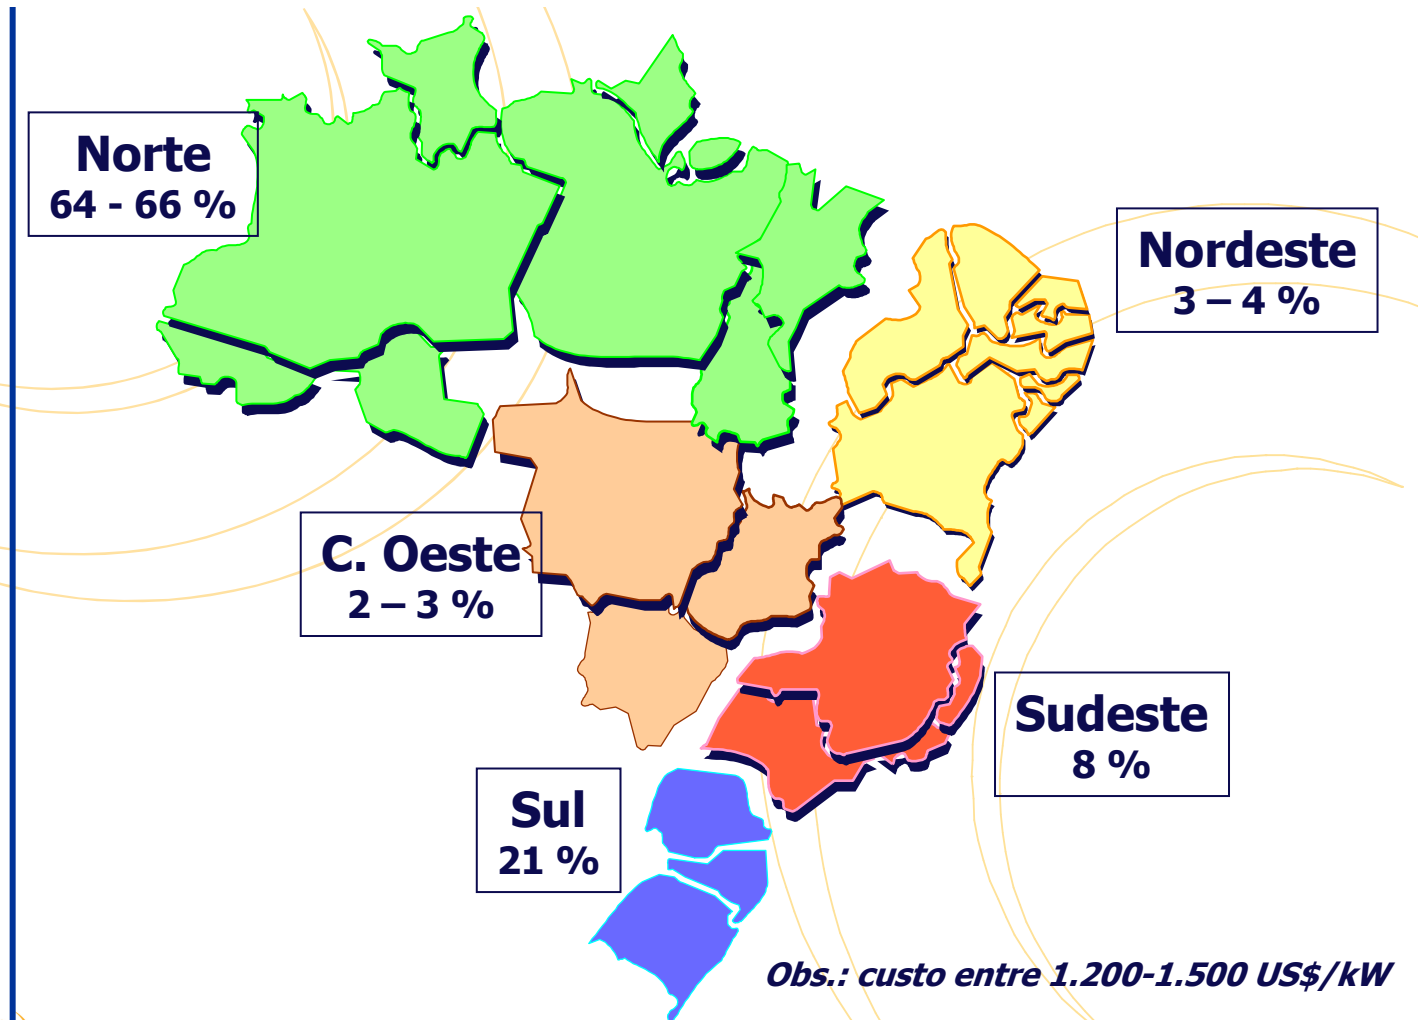 Norte
64 - 66 %
Nordeste
3 – 4 %
C. Oeste
2 – 3 %
Sudeste
8 %
Sul
21 %
Obs.: custo entre 1.200-1.500 US$/kW